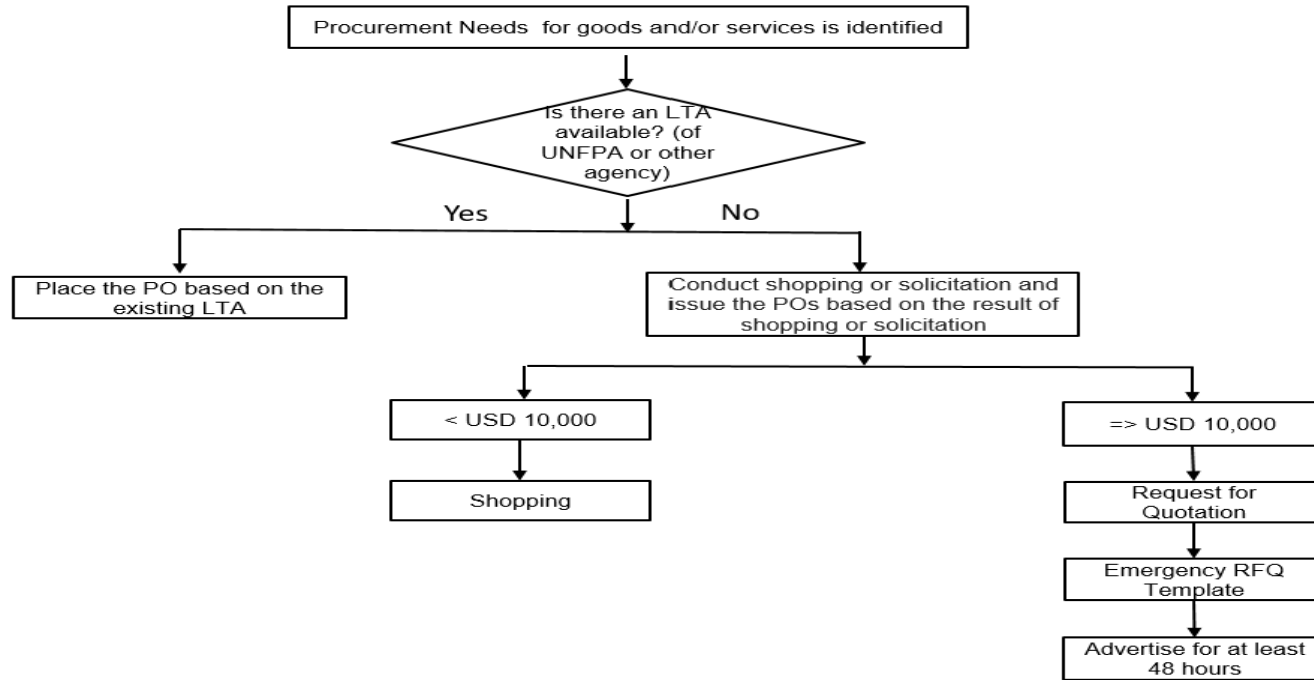 Procurement Needs for goods and/or services is identified
Is there an LTA
available? (of
UNFPA or other
agency)
Yes
No
Place the PO based on the
existing LTA
Conduct shopping or solicitation and
issue the POs based on the result of
shopping or solicitation
< USD 10,000
=> USD 10,000
Shopping
Request for
Quotation
Emergency RFQ
Template
Advertise for at least
48 hours